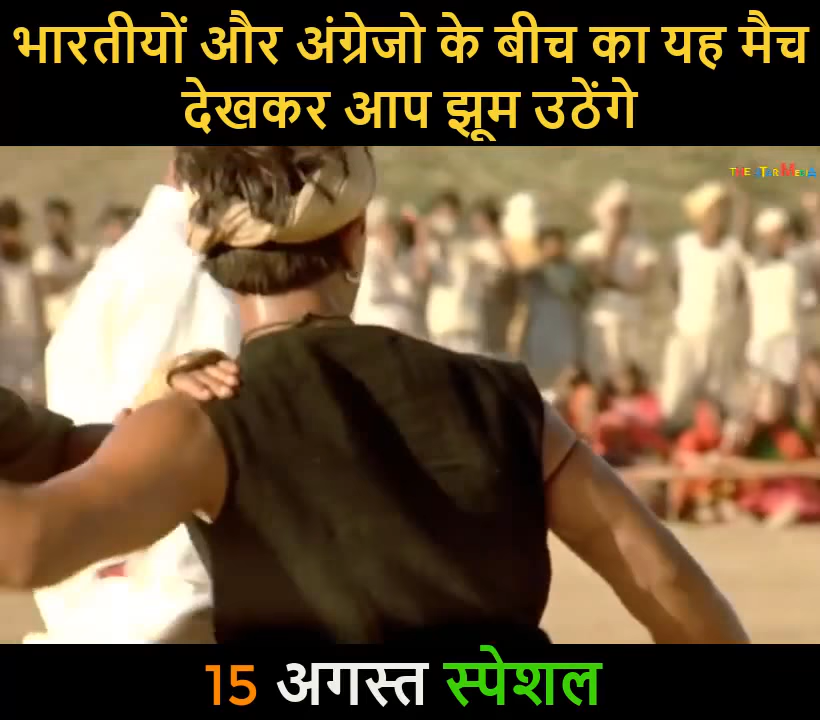 भारतीयों और अंग्रेजो के बीच का यह मैच
देखकर आप झूम उठेंगे
15 अगस्त स्पेशल